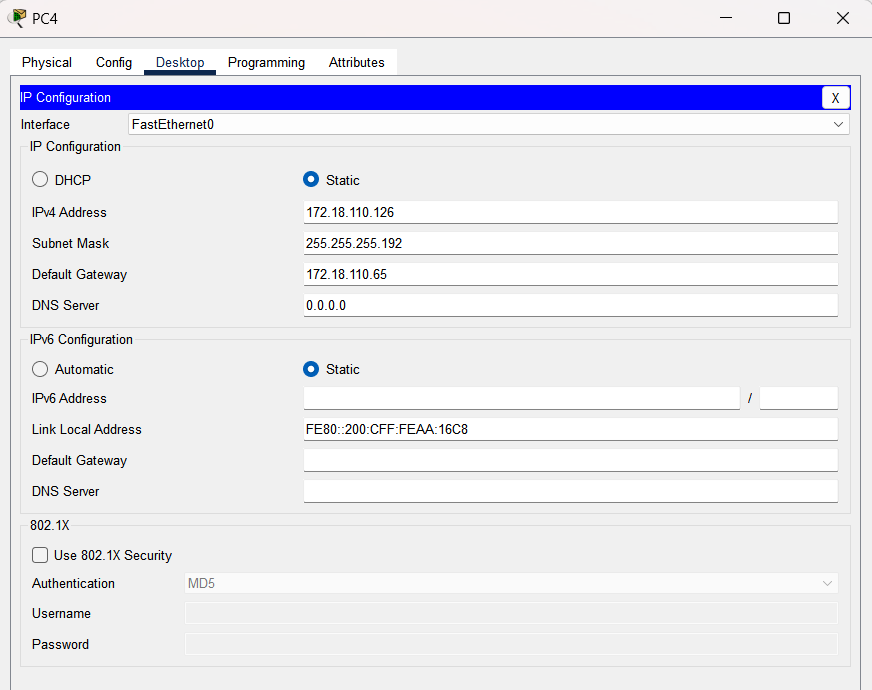 PC4
Physical Config Desktop Programming Attributes
IP Configuration X
Interface FastEthernet0
IP Configuration
DHCP Static
IPv4 Address 172.18.110.126
Subnet Mask 255.255.255.192
Default Gateway 172.18.110.65
DNS Server 0.0.0.0
IPv6 Configuration
Automatic Static
IPv6 Address /
Link Local Address FE80::200:CFF:FEAA:16C8
Default Gateway
DNS Server
802.1X
Use 802.1X Security
Authentication MD5
Username
Password